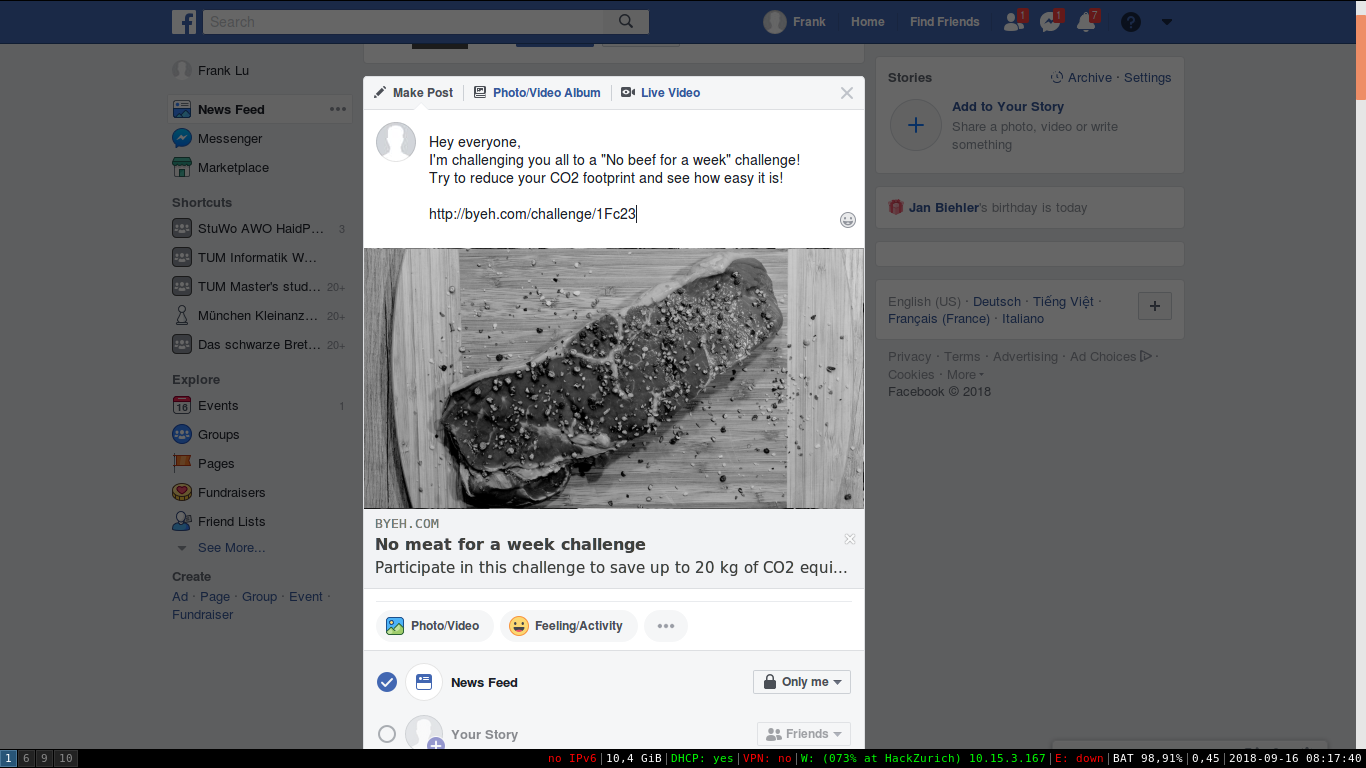 Search
Frank
Home
Find Friends
1
1
7
Frank Lu
News Feed
Messenger
Marketplace
Shortcuts
StuWo AWO HaidP... 3
TUM Informatik W...
TUM Master's stud... 20+
München Kleinanz... 20+
Das schwarze Bret... 20+
Explore
16 Events 1
Groups
Pages
Fundraisers
Friend Lists
See More...
Create
Ad · Page · Group · Event ·
Fundraiser
Make Post
Photo/Video Album
Live Video
Hey everyone,
I'm challenging you all to a "No beef for a week" challenge!
Try to reduce your CO2 footprint and see how easy it is!
http://byeh.com/challenge/1Fc23
BYEH.COM
No meat for a week challenge
Participate in this challenge to save up to 20 kg of CO2 equi...
Photo/Video
Feeling/Activity
News Feed
Only me
Your Story
Friends
Stories
Archive · Settings
Add to Your Story
Share a photo, video or write
something
Jan Biehler's birthday is today
English (US) · Deutsch · Tiếng Việt ·
Français (France) · Italiano
Privacy · Terms · Advertising · Ad Choices ·
Cookies · More
Facebook © 2018
1 6 9 10
no IPv6|10,4 GiB|DHCP: yes|VPN: no|W: (073% at HackZurich) 10.15.3.167|E: down|BAT 98,91%|0,45|2018-09-16 08:17:40